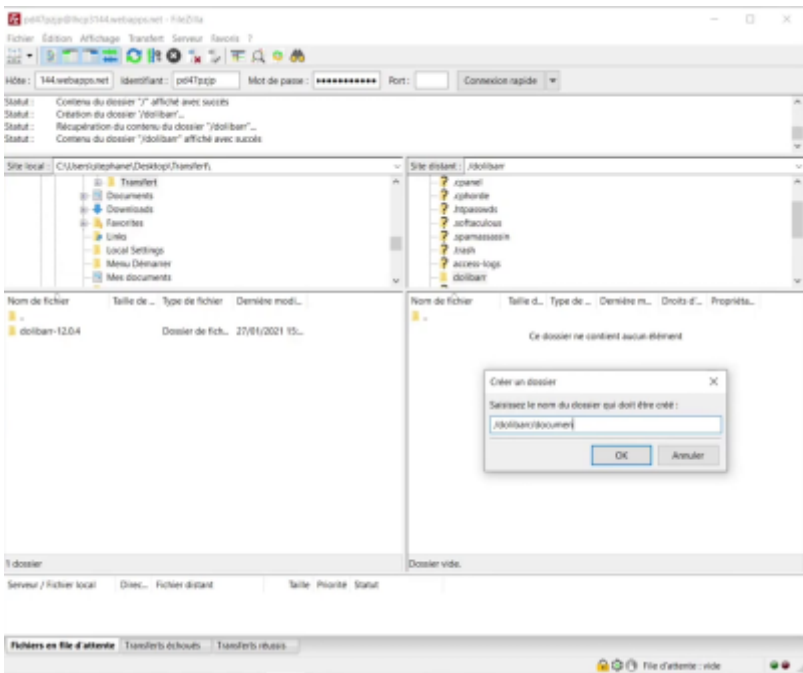 pd47pzjp@lhcp3144.webapps.net - FileZilla
Fichier Édition Affichage Transfert Serveur Favoris ?
Hôte : 144.webapps.net Identifiant : pd47pzjp Mot de passe : ●●●●●●●●●●● Port : Connexion rapide
Statut : Contenu du dossier "/" affiché avec succès
Statut : Création du dossier '/dolibarr'...
Statut : Récupération du contenu du dossier "/dolibarr"...
Statut : Contenu du dossier "/dolibarr" affiché avec succès
Site local : C:\Users\stephane\Desktop\Transfert\
Transfert
Documents
Downloads
Favorites
Links
Local Settings
Menu Démarrer
Mes documents
Site distant : /dolibarr
.cpanel
.cphorde
.htpasswds
.softaculous
.spamassassin
.trash
access-logs
dolibarr
Nom de fichier Taille de ... Type de fichier Dernière modi...
..
dolibarr-12.0.4 Dossier de fich... 27/01/2021 15:...
1 dossier
Nom de fichier Taille d... Type de ... Dernière m... Droits d'... Propriéta...
..
Ce dossier ne contient aucun élément
Créer un dossier
Saisissez le nom du dossier qui doit être créé :
/dolibarr/documen
OK Annuler
Dossier vide.
Serveur / Fichier local Direc... Fichier distant Taille Priorité Statut
Fichiers en file d'attente Transferts échoués Transferts réussis
File d'attente : vide